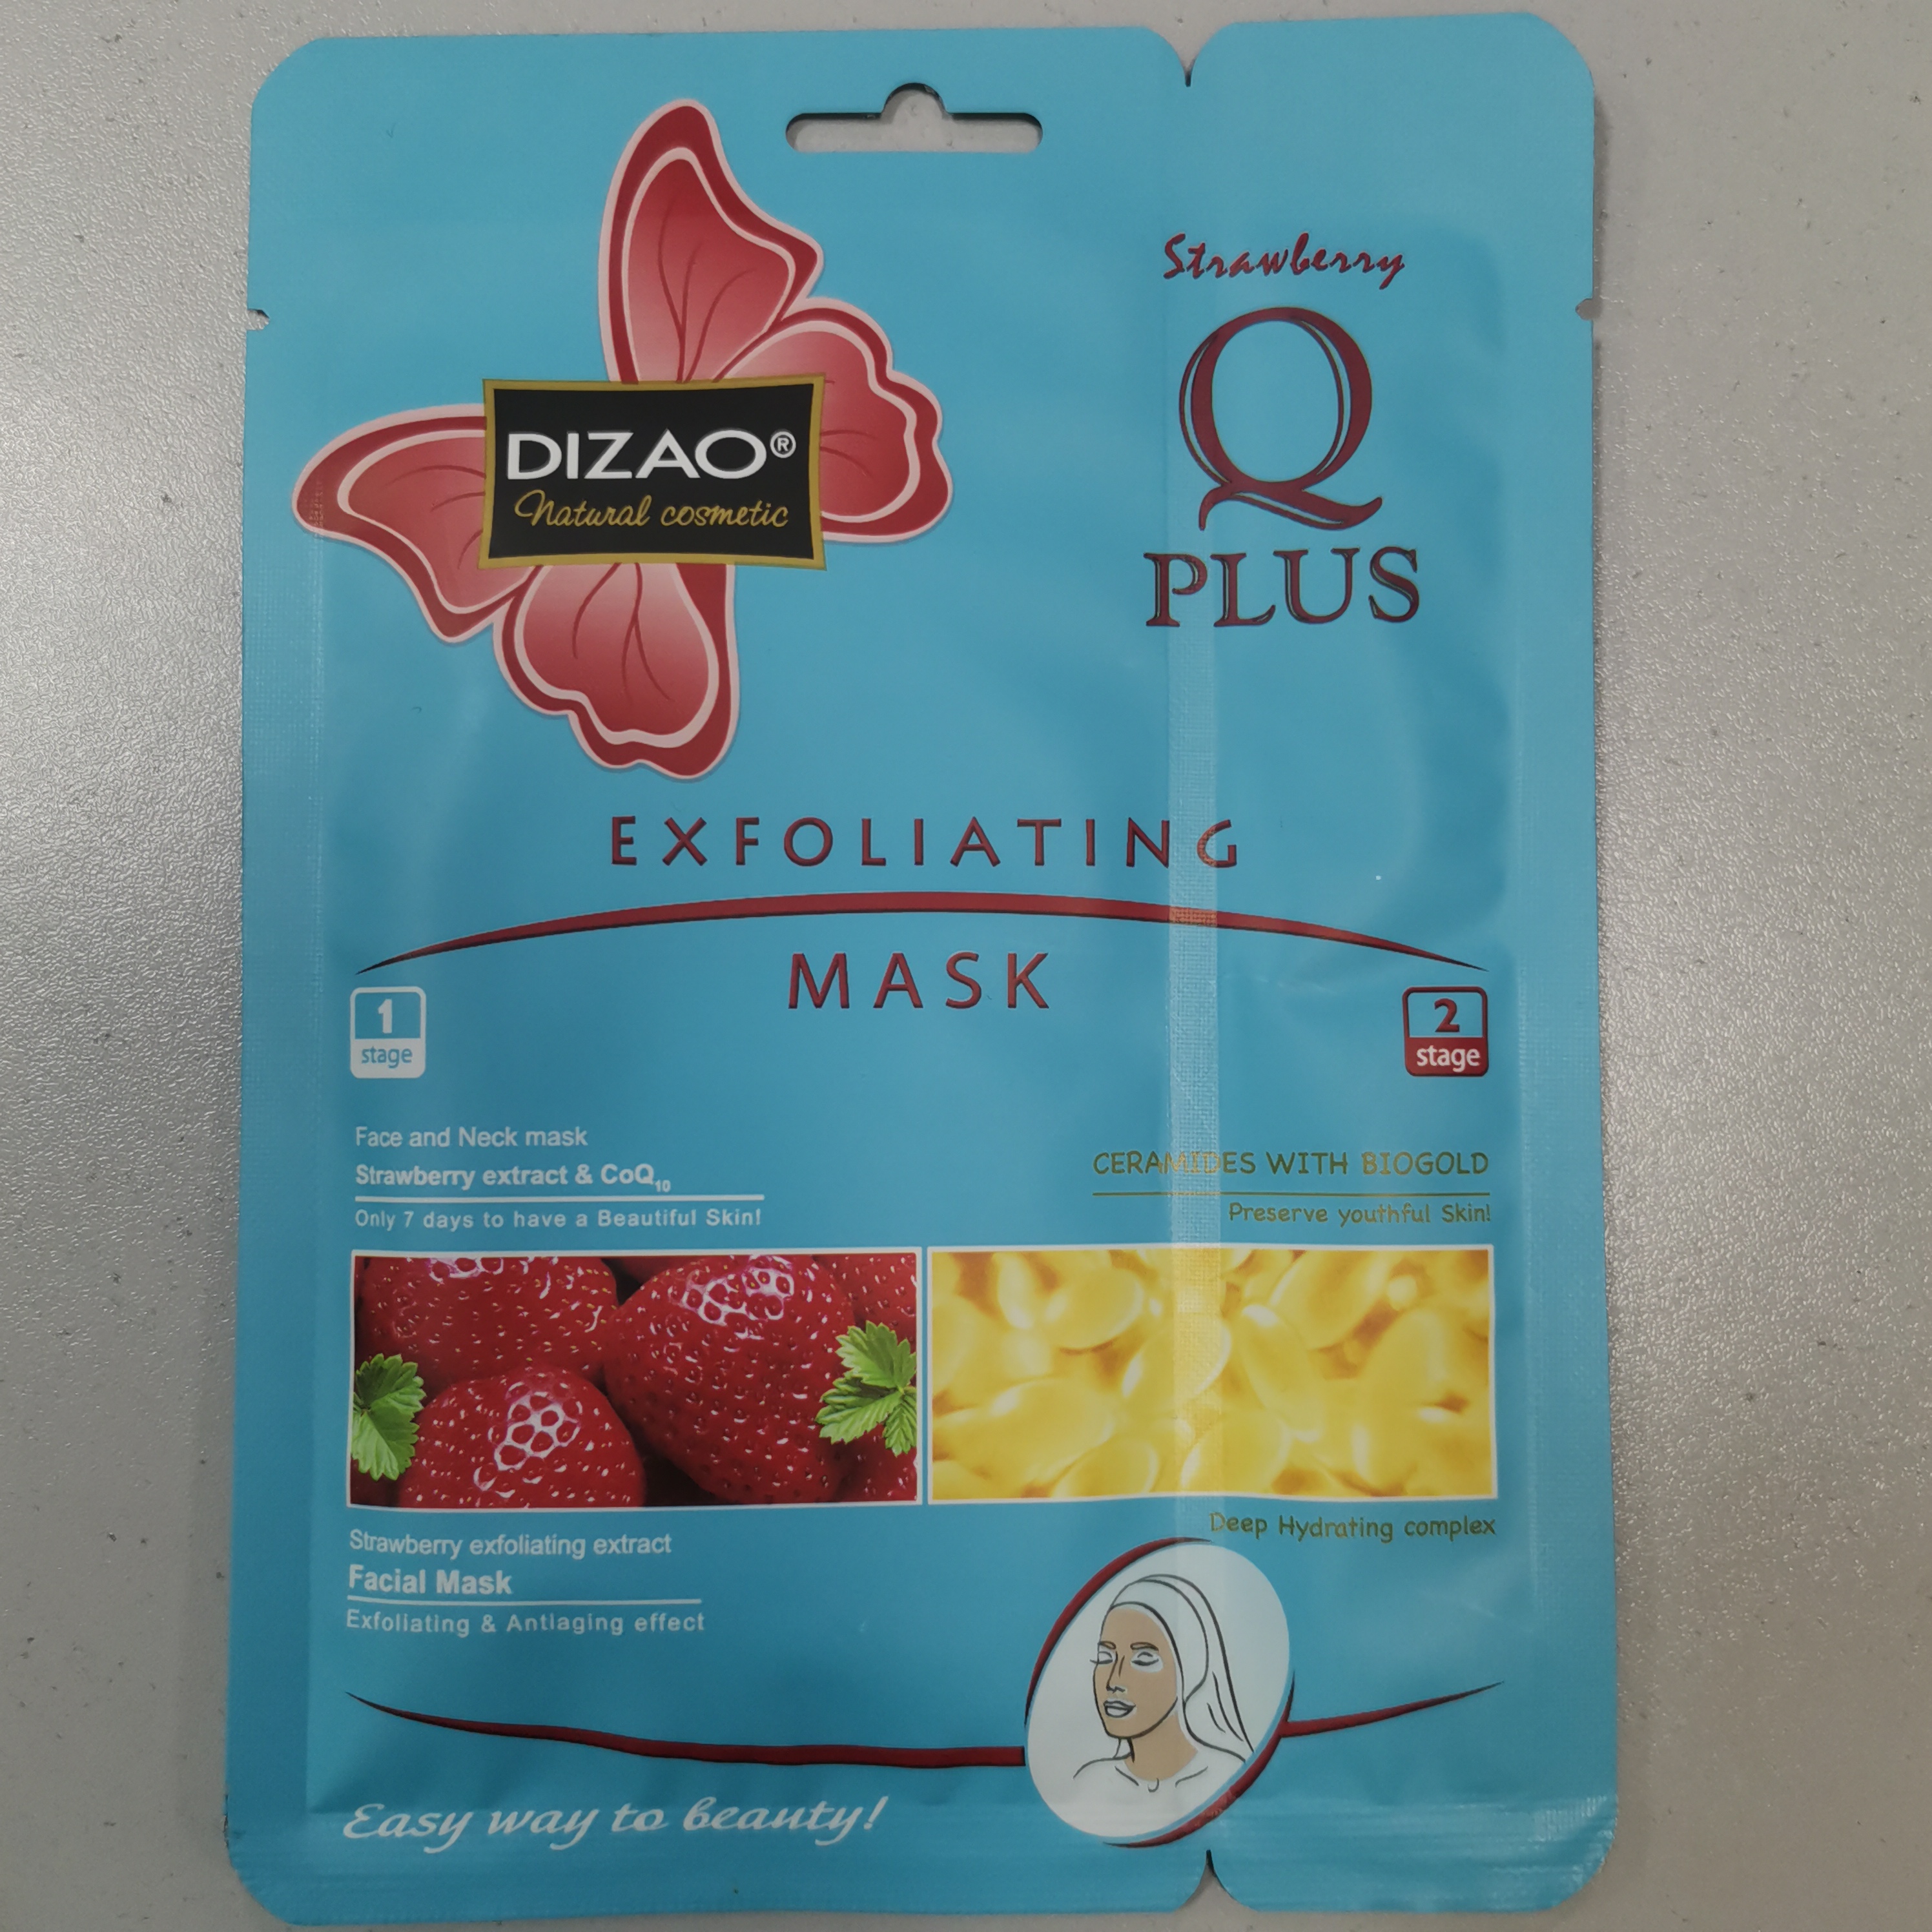 DIZAO®
Natural cosmetic
Strawberry
Q
PLUS
EXFOLIATING
MASK
1
stage
2
stage
Face and Neck mask
Strawberry extract & CoQ10
Only 7 days to have a Beautiful Skin!
CERAMIDES WITH BIOGOLD
Preserve youthful Skin!
Strawberry exfoliating extract
Facial Mask
Exfoliating & Antiaging effect
Deep Hydrating complex
Easy way to beauty!